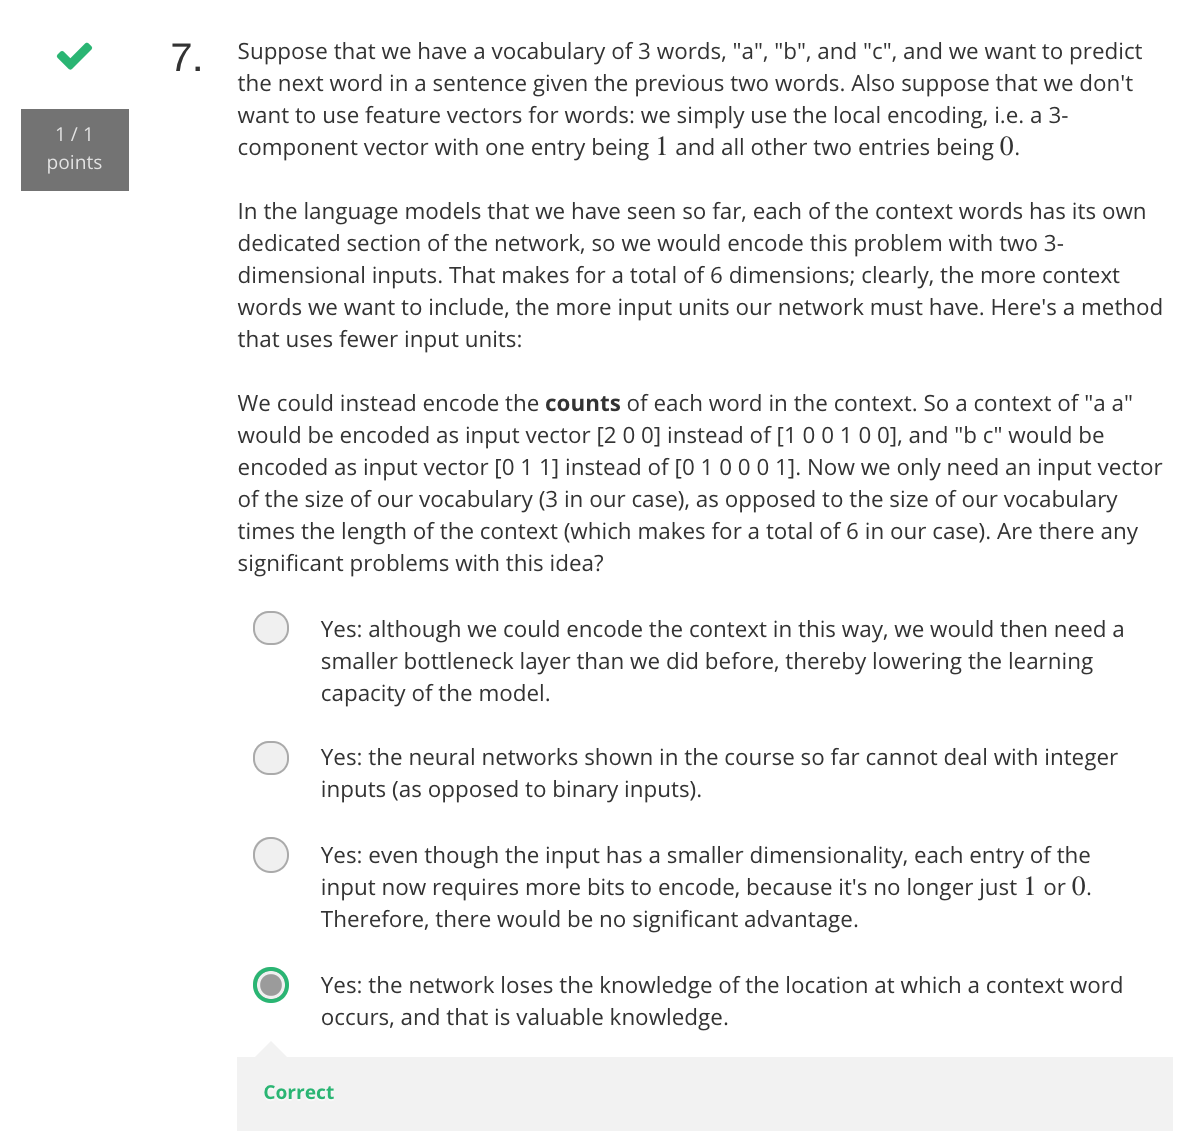 7.
1 / 1
points
Suppose that we have a vocabulary of 3 words, "a", "b", and "c", and we want to predict
the next word in a sentence given the previous two words. Also suppose that we don't
want to use feature vectors for words: we simply use the local encoding, i.e. a 3-
component vector with one entry being 1 and all other two entries being 0.
In the language models that we have seen so far, each of the context words has its own
dedicated section of the network, so we would encode this problem with two 3-
dimensional inputs. That makes for a total of 6 dimensions; clearly, the more context
words we want to include, the more input units our network must have. Here's a method
that uses fewer input units:
We could instead encode the counts of each word in the context. So a context of "a a"
would be encoded as input vector [2 0 0] instead of [1 0 0 1 0 0], and "b c" would be
encoded as input vector [0 1 1] instead of [0 1 0 0 0 1]. Now we only need an input vector
of the size of our vocabulary (3 in our case), as opposed to the size of our vocabulary
times the length of the context (which makes for a total of 6 in our case). Are there any
significant problems with this idea?
Yes: although we could encode the context in this way, we would then need a
smaller bottleneck layer than we did before, thereby lowering the learning
capacity of the model.
Yes: the neural networks shown in the course so far cannot deal with integer
inputs (as opposed to binary inputs).
Yes: even though the input has a smaller dimensionality, each entry of the
input now requires more bits to encode, because it's no longer just 1 or 0.
Therefore, there would be no significant advantage.
Yes: the network loses the knowledge of the location at which a context word
occurs, and that is valuable knowledge.
Correct